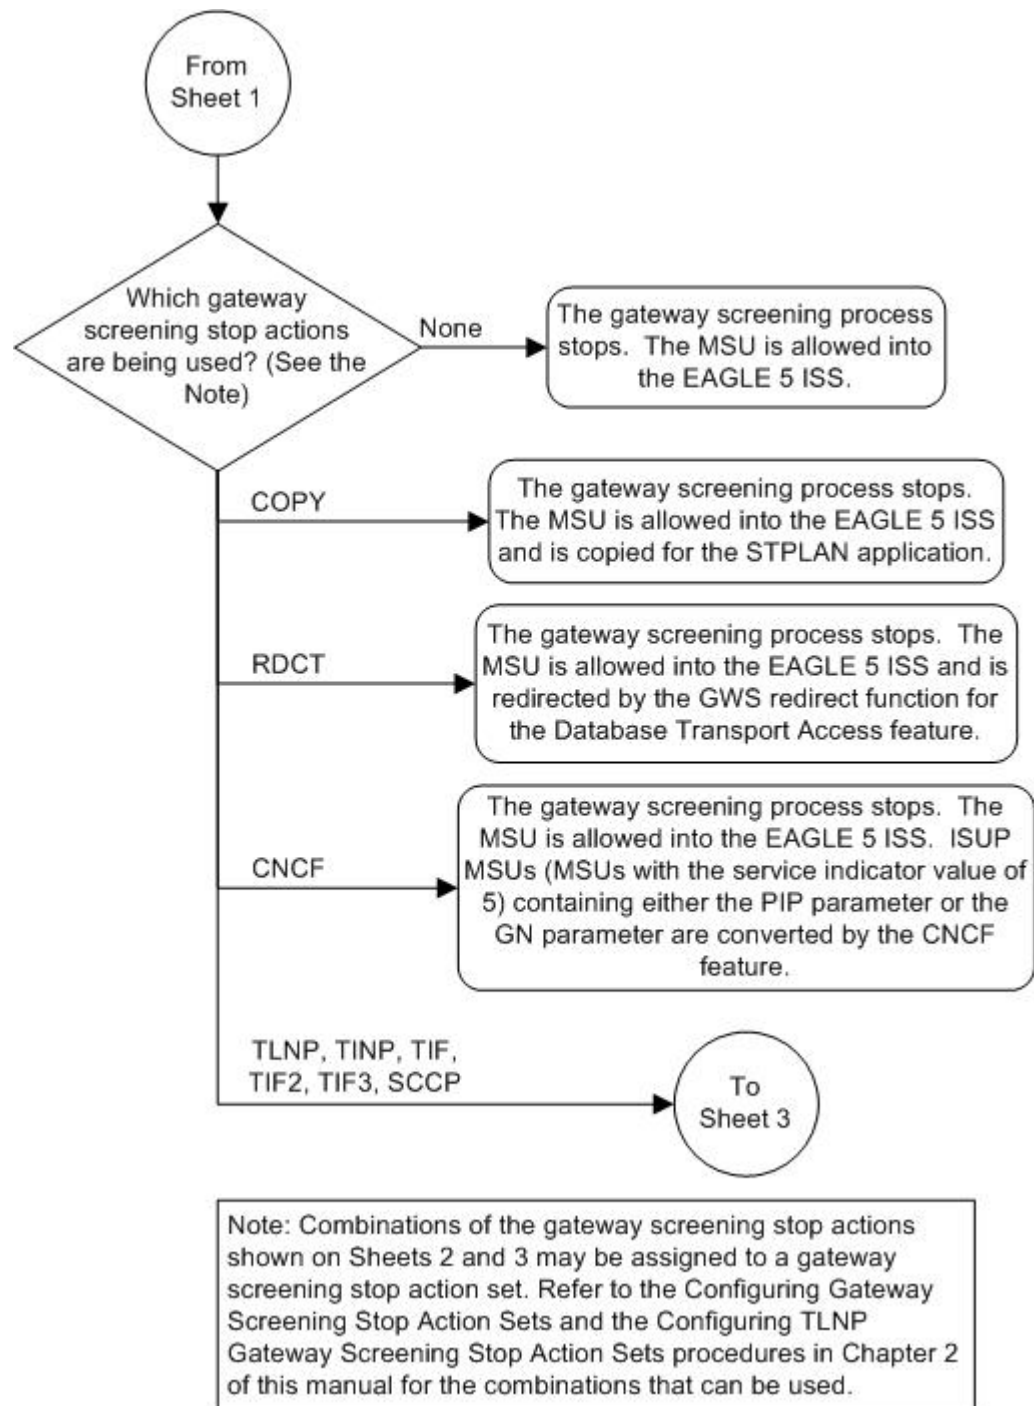 From
Sheet 1
Which gateway
screening stop actions
are being used? (See the
Note)
None
The gateway screening process
stops. The MSU is allowed into
the EAGLE 5 ISS.
COPY
The gateway screening process stops.
The MSU is allowed into the EAGLE 5 ISS
and is copied for the STPLAN application.
RDCT
The gateway screening process stops. The
MSU is allowed into the EAGLE 5 ISS and is
redirected by the GWS redirect function for
the Database Transport Access feature.
CNCF
The gateway screening process stops. The
MSU is allowed into the EAGLE 5 ISS. ISUP
MSUs (MSUs with the service indicator value of
5) containing either the PIP parameter or the
GN parameter are converted by the CNCF
feature.
TLNP, TINP, TIF,
TIF2, TIF3, SCCP
To
Sheet 3
Note: Combinations of the gateway screening stop actions
shown on Sheets 2 and 3 may be assigned to a gateway
screening stop action set. Refer to the Configuring Gateway
Screening Stop Action Sets and the Configuring TLNP
Gateway Screening Stop Action Sets procedures in Chapter 2
of this manual for the combinations that can be used.